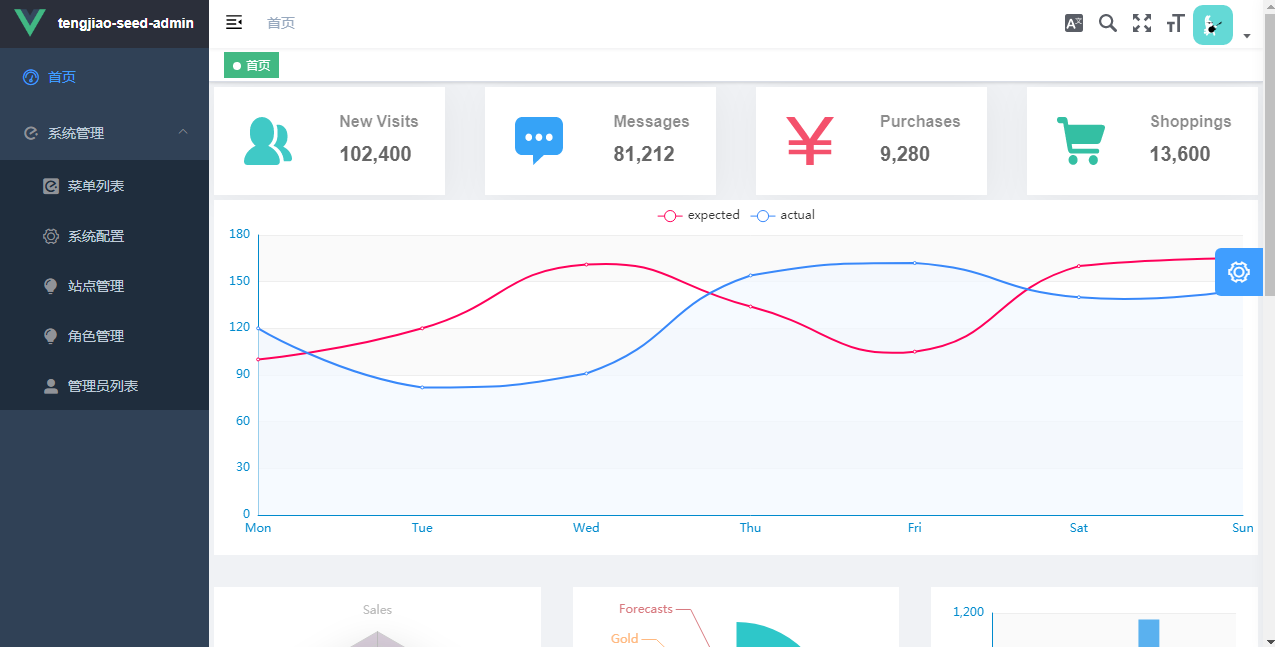 tengjiao-seed-admin
首页
首页
系统管理
菜单列表
系统配置
站点管理
角色管理
管理员列表
首页
New Visits
102,400
Messages
81,212
Purchases
9,280
Shoppings
13,600
expected actual
180
150
120
90
60
30
0
Mon Tue Wed Thu Fri Sat Sun
Sales
Forecasts
Gold
1,200